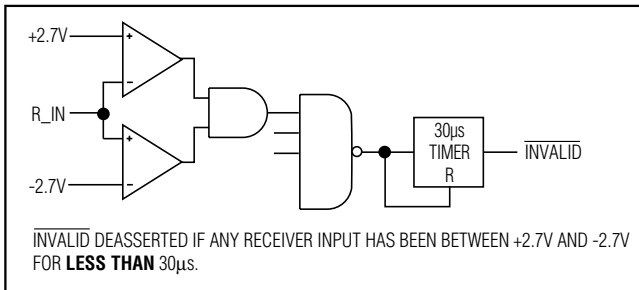 +2.7V
R_IN
-2.7V
30µs
TIMER
R
INVALID
INVALID DEASSERTED IF ANY RECEIVER INPUT HAS BEEN BETWEEN +2.7V AND -2.7V
FOR LESS THAN 30µs.